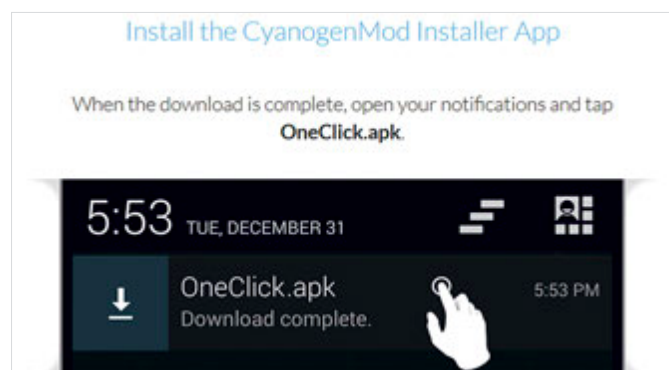 Install the CyanogenMod Installer App
When the download is complete, open your notifications and tap
OneClick.apk.
5:53 TUE, DECEMBER 31
OneClick.apk 5:53 PM
Download complete.